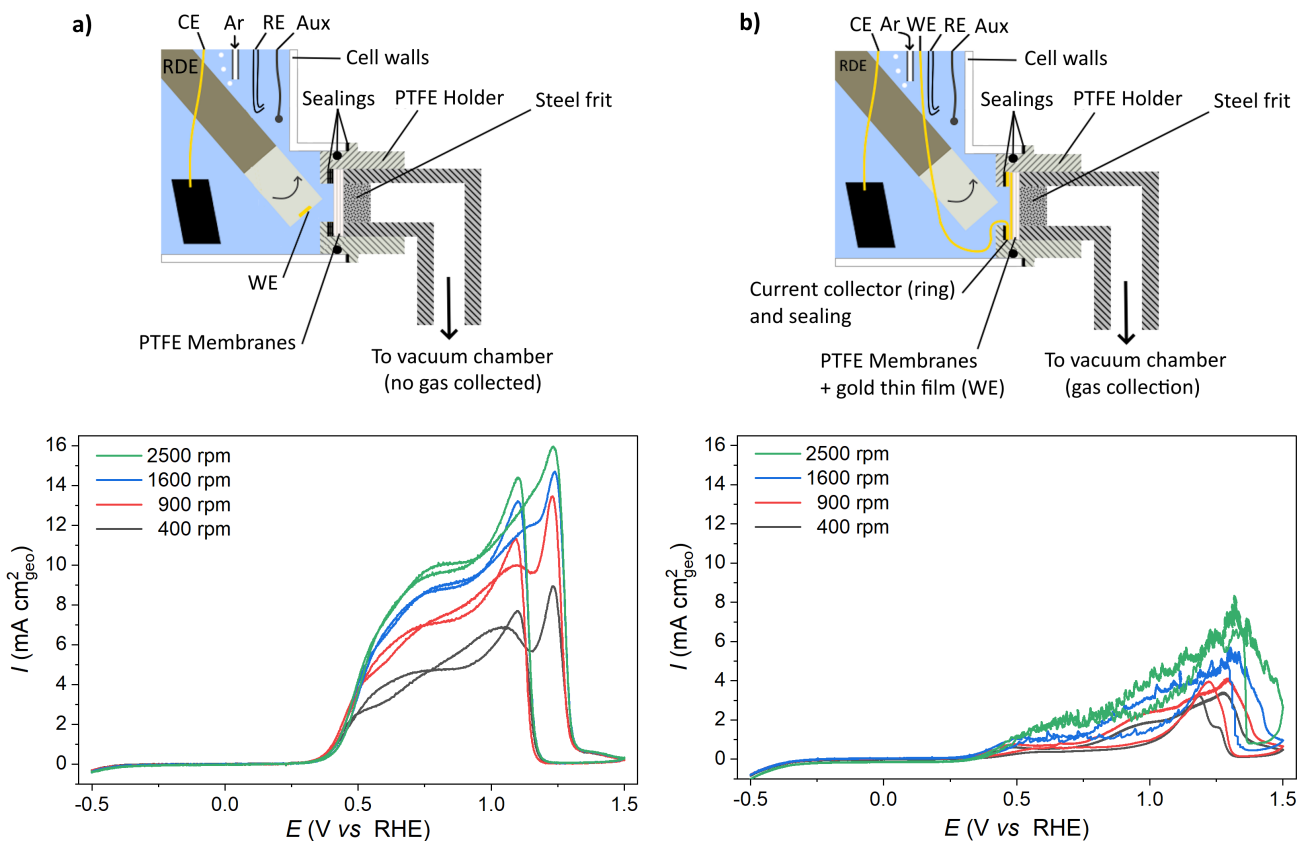 a)
CE Ar RE Aux
RDE
Cell walls
Sealings
PTFE Holder
Steel frit
WE
PTFE Membranes
To vacuum chamber
(no gas collected)
b)
CE Ar WE RE Aux
RDE
Cell walls
Sealings
PTFE Holder
Steel frit
Current collector (ring)
and sealing
PTFE Membranes
+ gold thin film (WE)
To vacuum chamber
(gas collection)
16
14
12
10
8
6
4
2
0
I (mA cm²geo)
2500 rpm
1600 rpm
900 rpm
400 rpm
-0.5 0.0 0.5 1.0 1.5
E (V vs RHE)
16
14
12
10
8
6
4
2
0
I (mA cm²geo)
2500 rpm
1600 rpm
900 rpm
400 rpm
-0.5 0.0 0.5 1.0 1.5
E (V vs RHE)